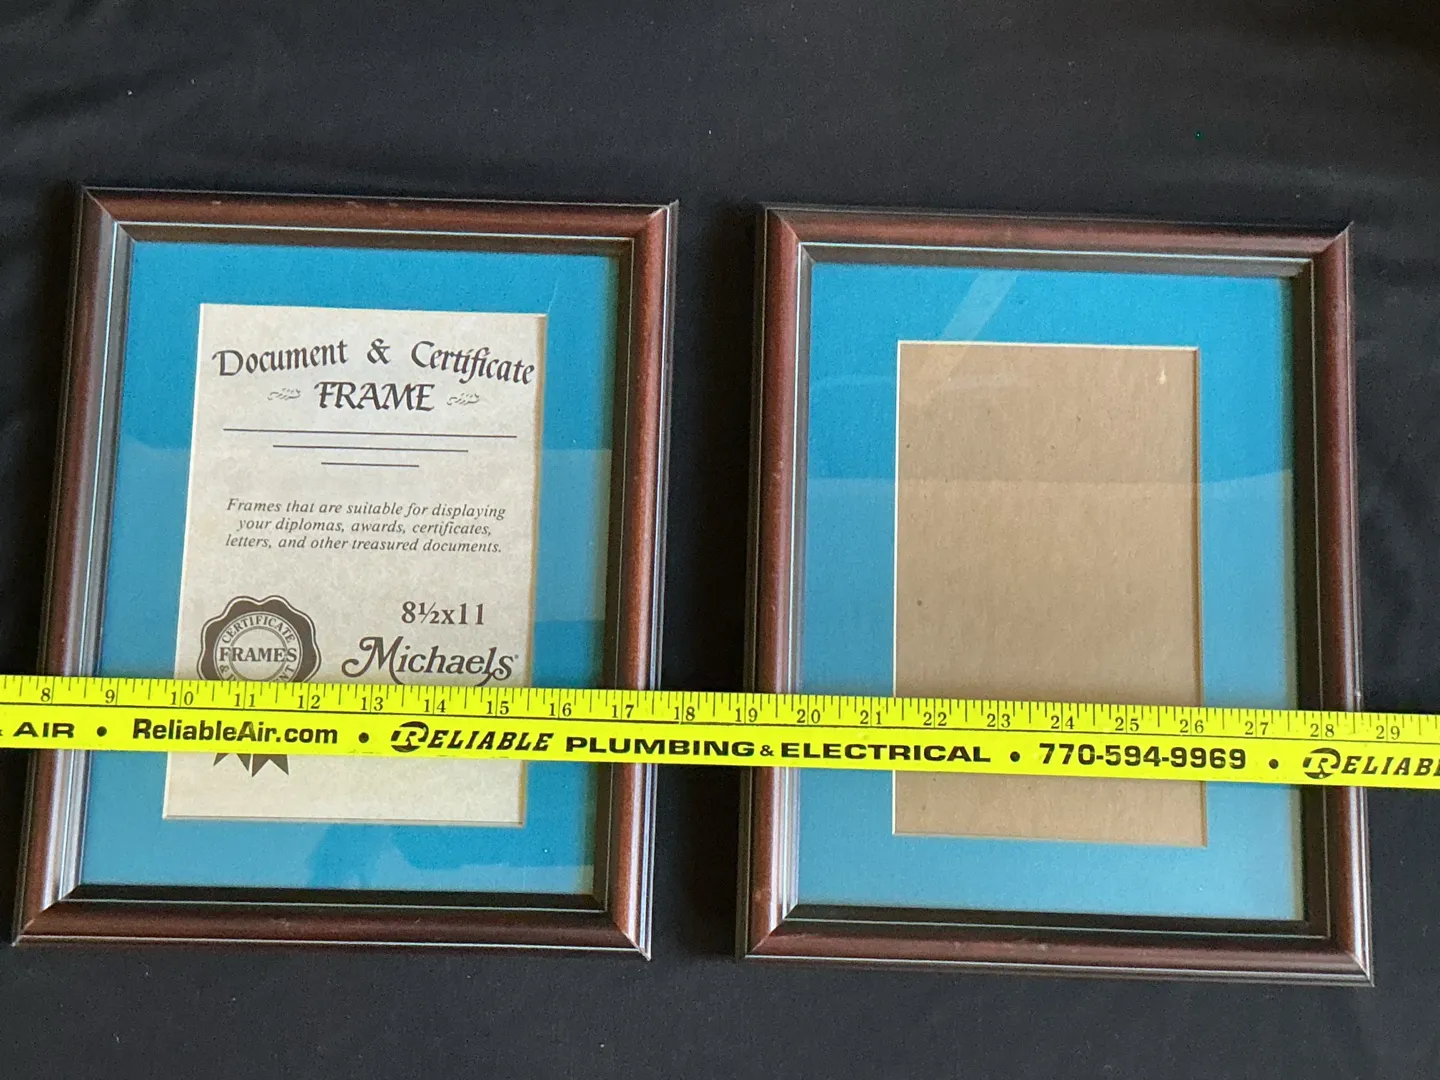 Document & Certificate
FRAME
Frames that are suitable for displaying
your diplomas, awards, certificates,
letters, and other treasured documents.
8½x11
Michaels
CERTIFICATE
FRAMES
8 9 10 11 12 13 14 15 16 17 18 19 20 21 22 23 24 25 26 27 28 29
AIR • ReliableAir.com • RELIABLE PLUMBING & ELECTRICAL • 770-594-9969 • RELIAB